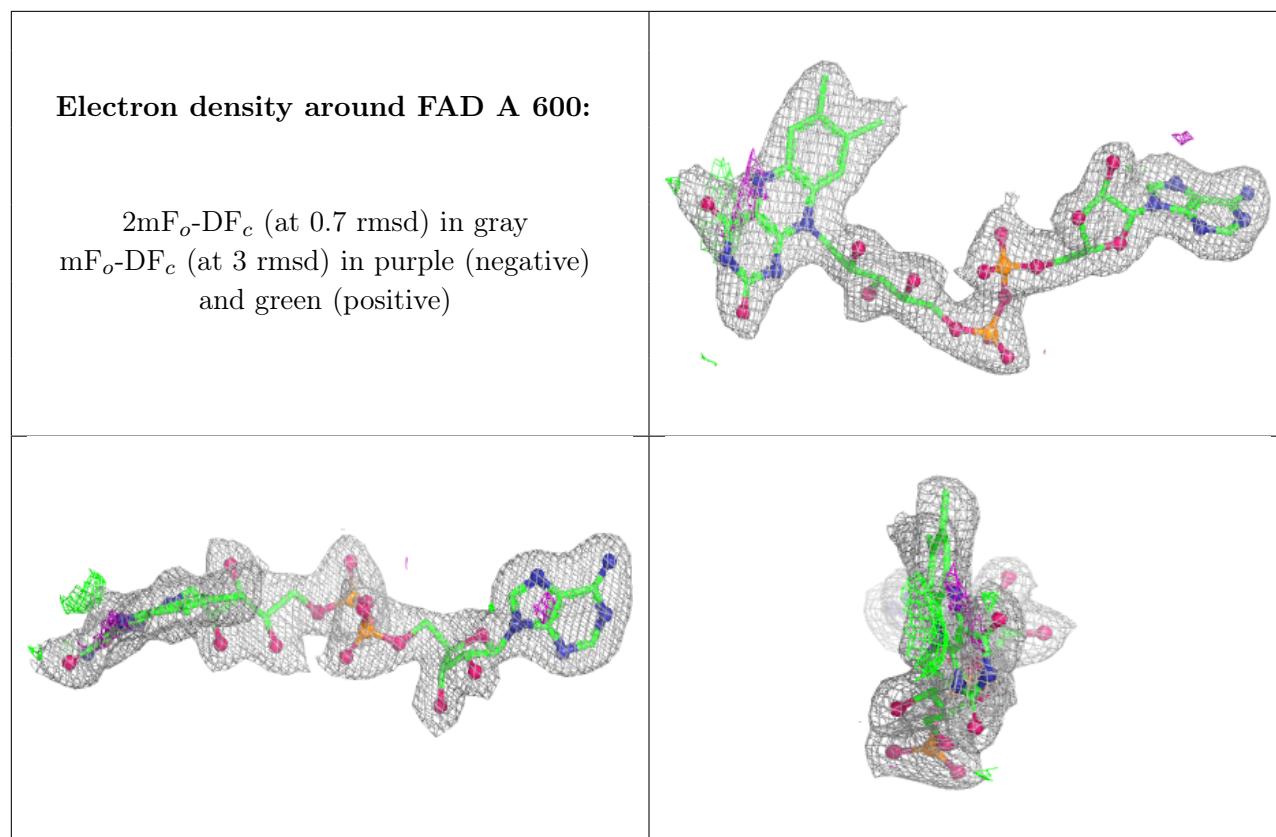 Electron density around FAD A 600:
2mFₒ-DF𝒸 (at 0.7 rmsd) in gray
mFₒ-DF𝒸 (at 3 rmsd) in purple (negative)
and green (positive)